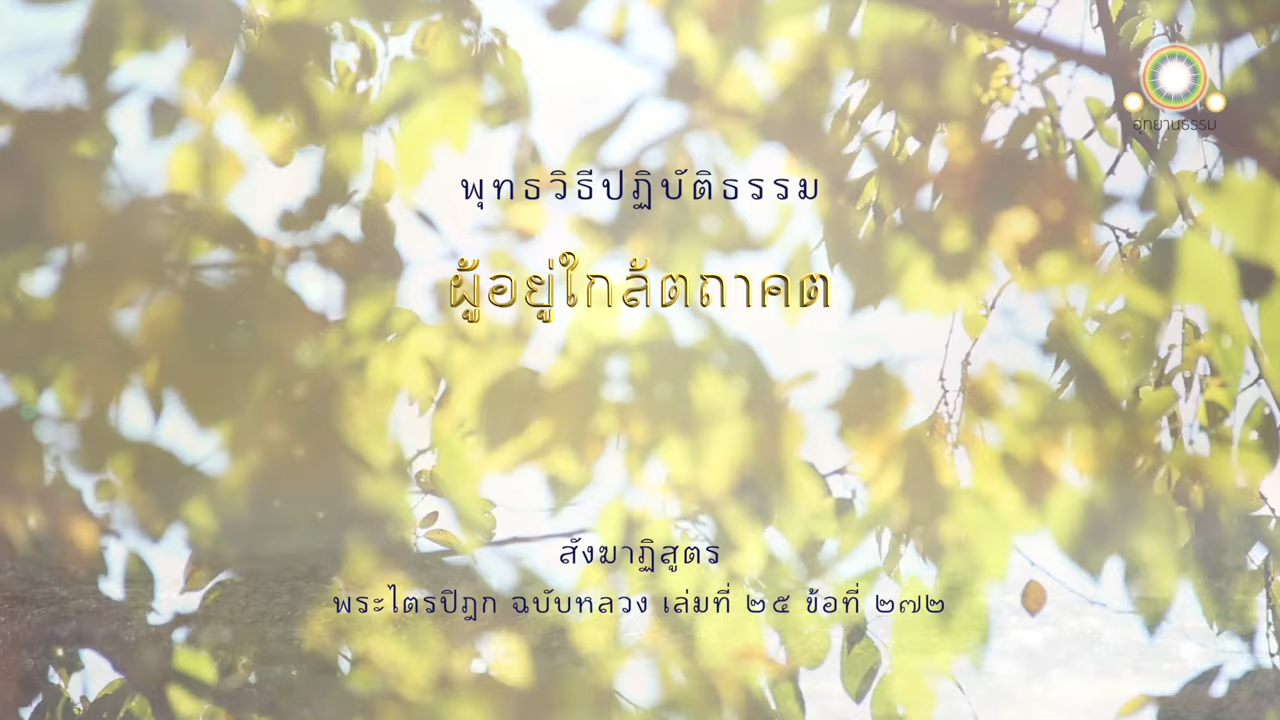 อุทยานธรรม
พุทธวิธีปฏิบัติธรรม
ผู้อยู่ใกล้ตถาคต
สังฆาฏิสูตร
พระไตรปิฎก ฉบับหลวง เล่มที่ ๒๕ ข้อที่ ๒๗๒